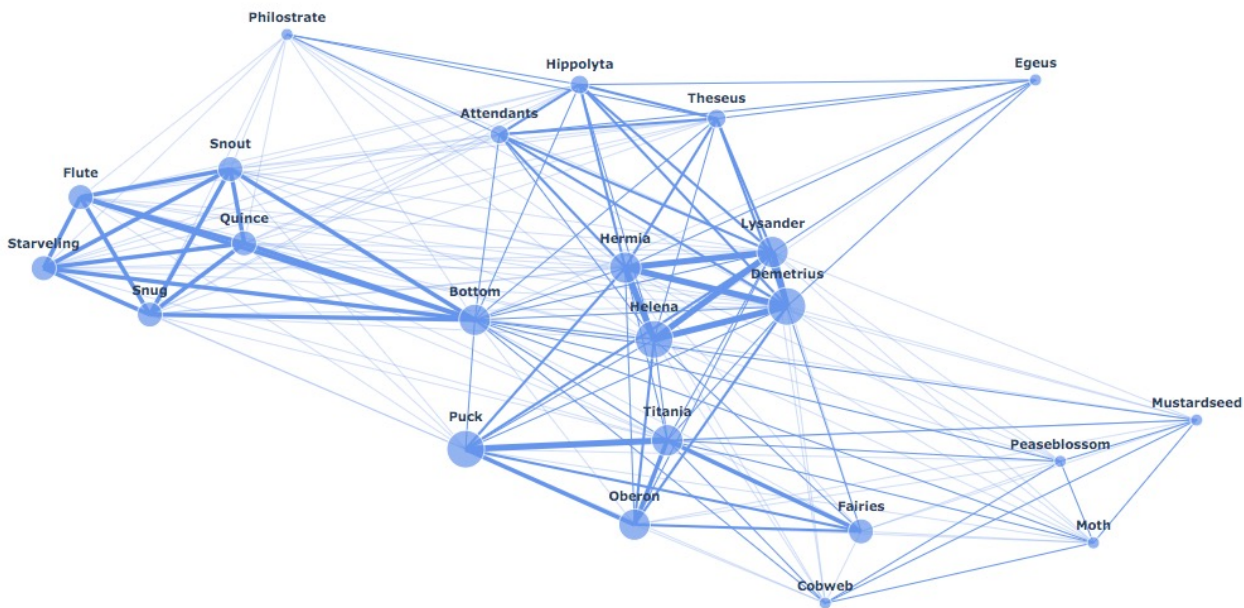 Philostrate
Hippolyta
Egeus
Theseus
Attendants
Snout
Flute
Quince
Starveling
Snug
Lysander
Hermia
Demetrius
Bottom
Helena
Puck
Titania
Mustardseed
Peaseblossom
Oberon
Fairies
Moth
Cobweb